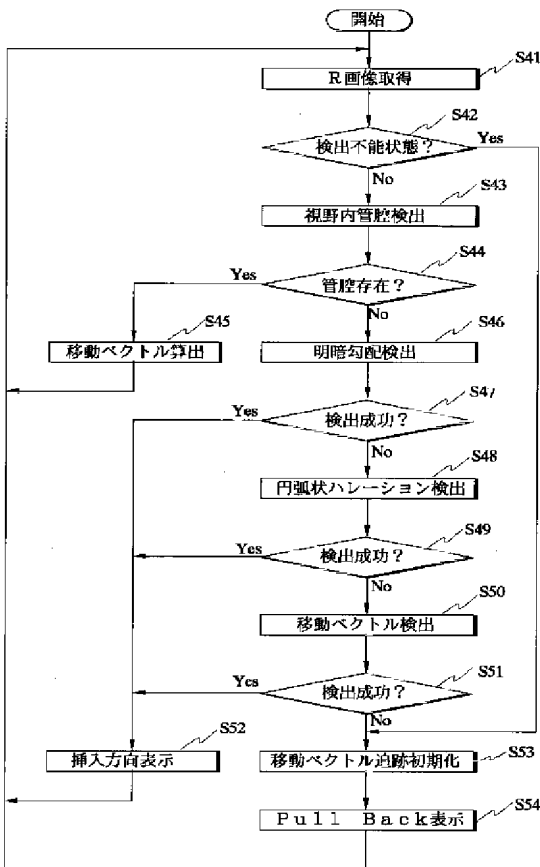 開始
S41
R画像取得
S42
検出不能状態？
Yes
No
S43
視野内管腔検出
S44
管腔存在？
Yes
No
S45
移動ベクトル算出
S46
明暗勾配検出
S47
検出成功？
Yes
No
S48
円弧状ハレーション検出
S49
検出成功？
Yes
No
S50
移動ベクトル検出
S51
検出成功？
Yes
No
S52
挿入方向表示
S53
移動ベクトル追跡初期化
S54
Pull Back表示